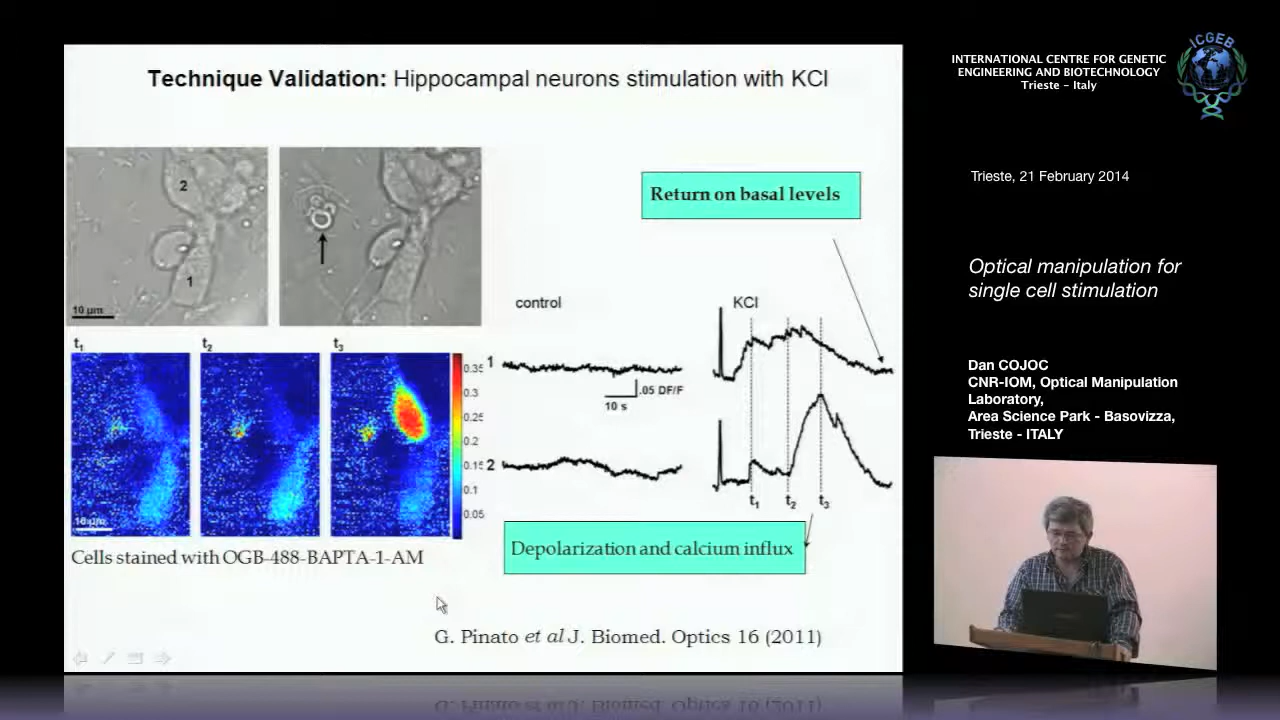 Technique Validation: Hippocampal neurons stimulation with KCl
2
1
10 µm
Return on basal levels
control
KCl
t1
t2
t3
0.35
0.3
0.25
0.2
0.15
0.1
0.05
10 µm
1
.05 DF/F
10 s
2
t1
t2
t3
Cells stained with OGB-488-BAPTA-1-AM
Depolarization and calcium influx
G. Pinato et al J. Biomed. Optics 16 (2011)
INTERNATIONAL CENTRE FOR GENETIC
ENGINEERING AND BIOTECHNOLOGY
Trieste – Italy
ICGEB
Trieste, 21 February 2014
Optical manipulation for
single cell stimulation
Dan COJOC
CNR-IOM, Optical Manipulation
Laboratory,
Area Science Park - Basovizza,
Trieste - ITALY